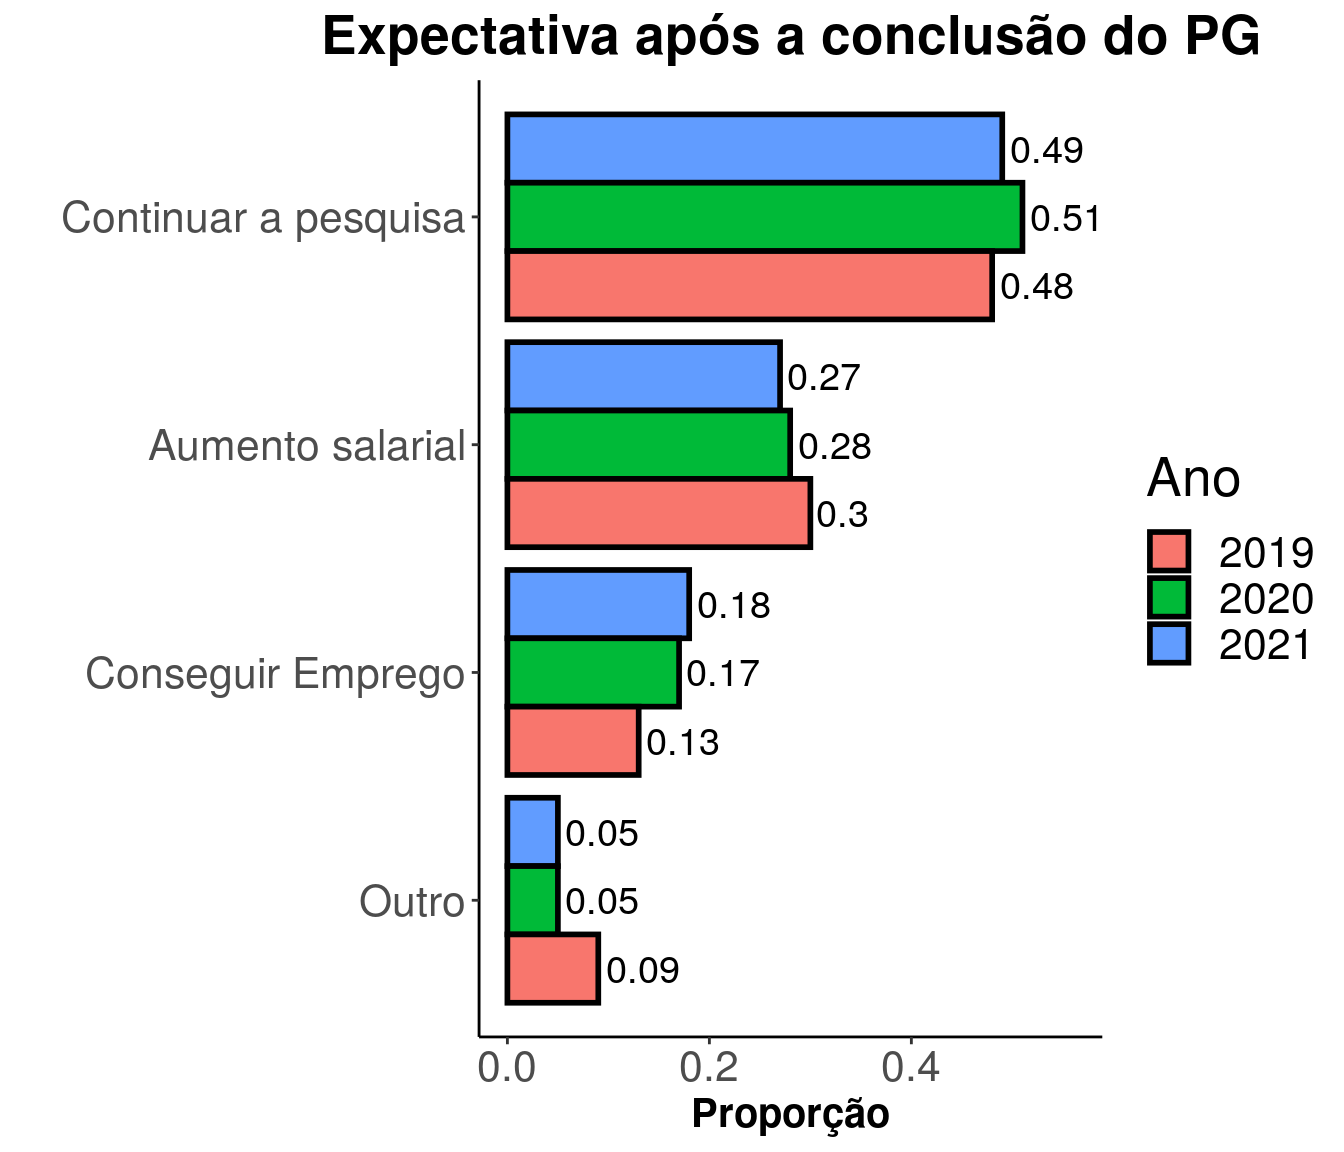 Expectativa após a conclusão do PG
Continuar a pesquisa
0.49
0.51
0.48
Aumento salarial
0.27
0.28
0.3
Conseguir Emprego
0.18
0.17
0.13
Outro
0.05
0.05
0.09
0.0 0.2 0.4
Proporção
Ano
2019
2020
2021